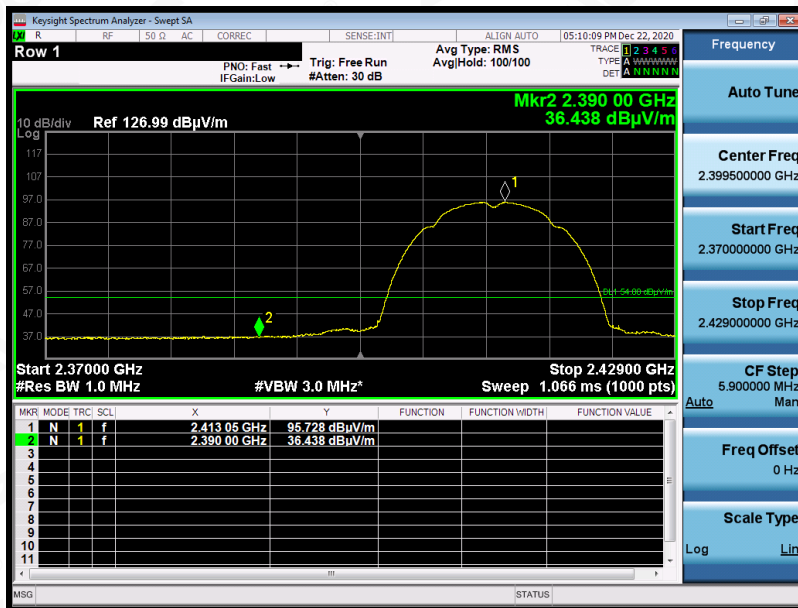 Keysight Spectrum Analyzer - Swept SA
LXI R RF 50 Ω AC CORREC SENSE:INT ALIGN AUTO 05:10:09 PM Dec 22, 2020
Row 1
PNO: Fast
IFGain:Low
Trig: Free Run
#Atten: 30 dB
Avg Type: RMS
Avg|Hold: 100/100
TRACE 1 2 3 4 5 6
TYPE A WWWWW
DET A N N N N N
Mkr2 2.390 00 GHz
36.438 dBµV/m
10 dB/div Ref 126.99 dBµV/m
Log
117
107
97.0
87.0
77.0
67.0
57.0
47.0
37.0
1
2
DL1 54.00 dBµV/m
Start 2.37000 GHz Stop 2.42900 GHz
#Res BW 1.0 MHz #VBW 3.0 MHz* Sweep 1.066 ms (1000 pts)
MKR MODE TRC SCL X Y FUNCTION FUNCTION WIDTH FUNCTION VALUE
1 N 1 f 2.413 05 GHz 95.728 dBµV/m
2 N 1 f 2.390 00 GHz 36.438 dBµV/m
3
4
5
6
7
8
9
10
11
MSG STATUS
Frequency
Auto Tune
Center Freq
2.399500000 GHz
Start Freq
2.370000000 GHz
Stop Freq
2.429000000 GHz
CF Step
5.900000 MHz
Auto Man
Freq Offset
0 Hz
Scale Type
Log Lin